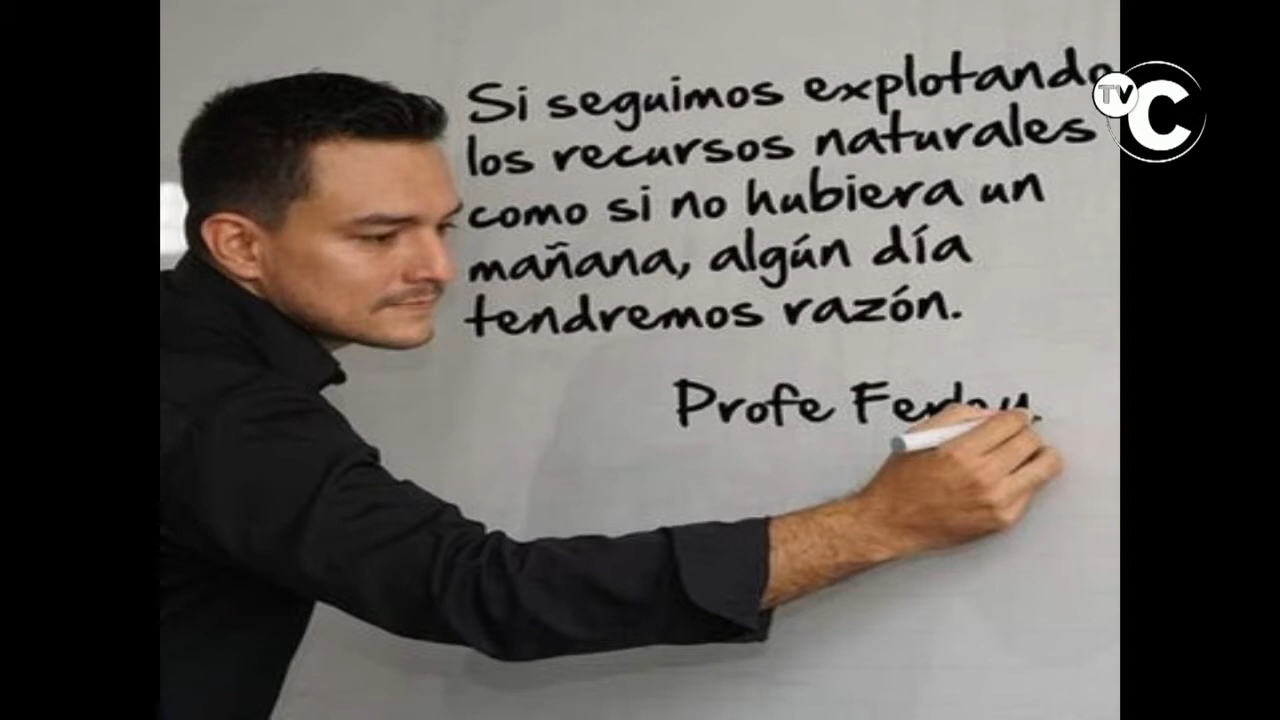 Si seguimos explotando
los recursos naturales
como si no hubiera un
mañana, algún día
tendremos razón.
Profe
TV C